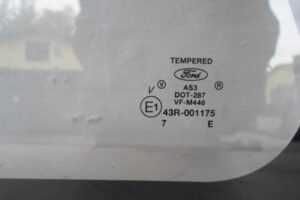 TEMPERED
Ford
V ®
AS3
DOT-287
VF-M446
E1 43R-001175
7 E